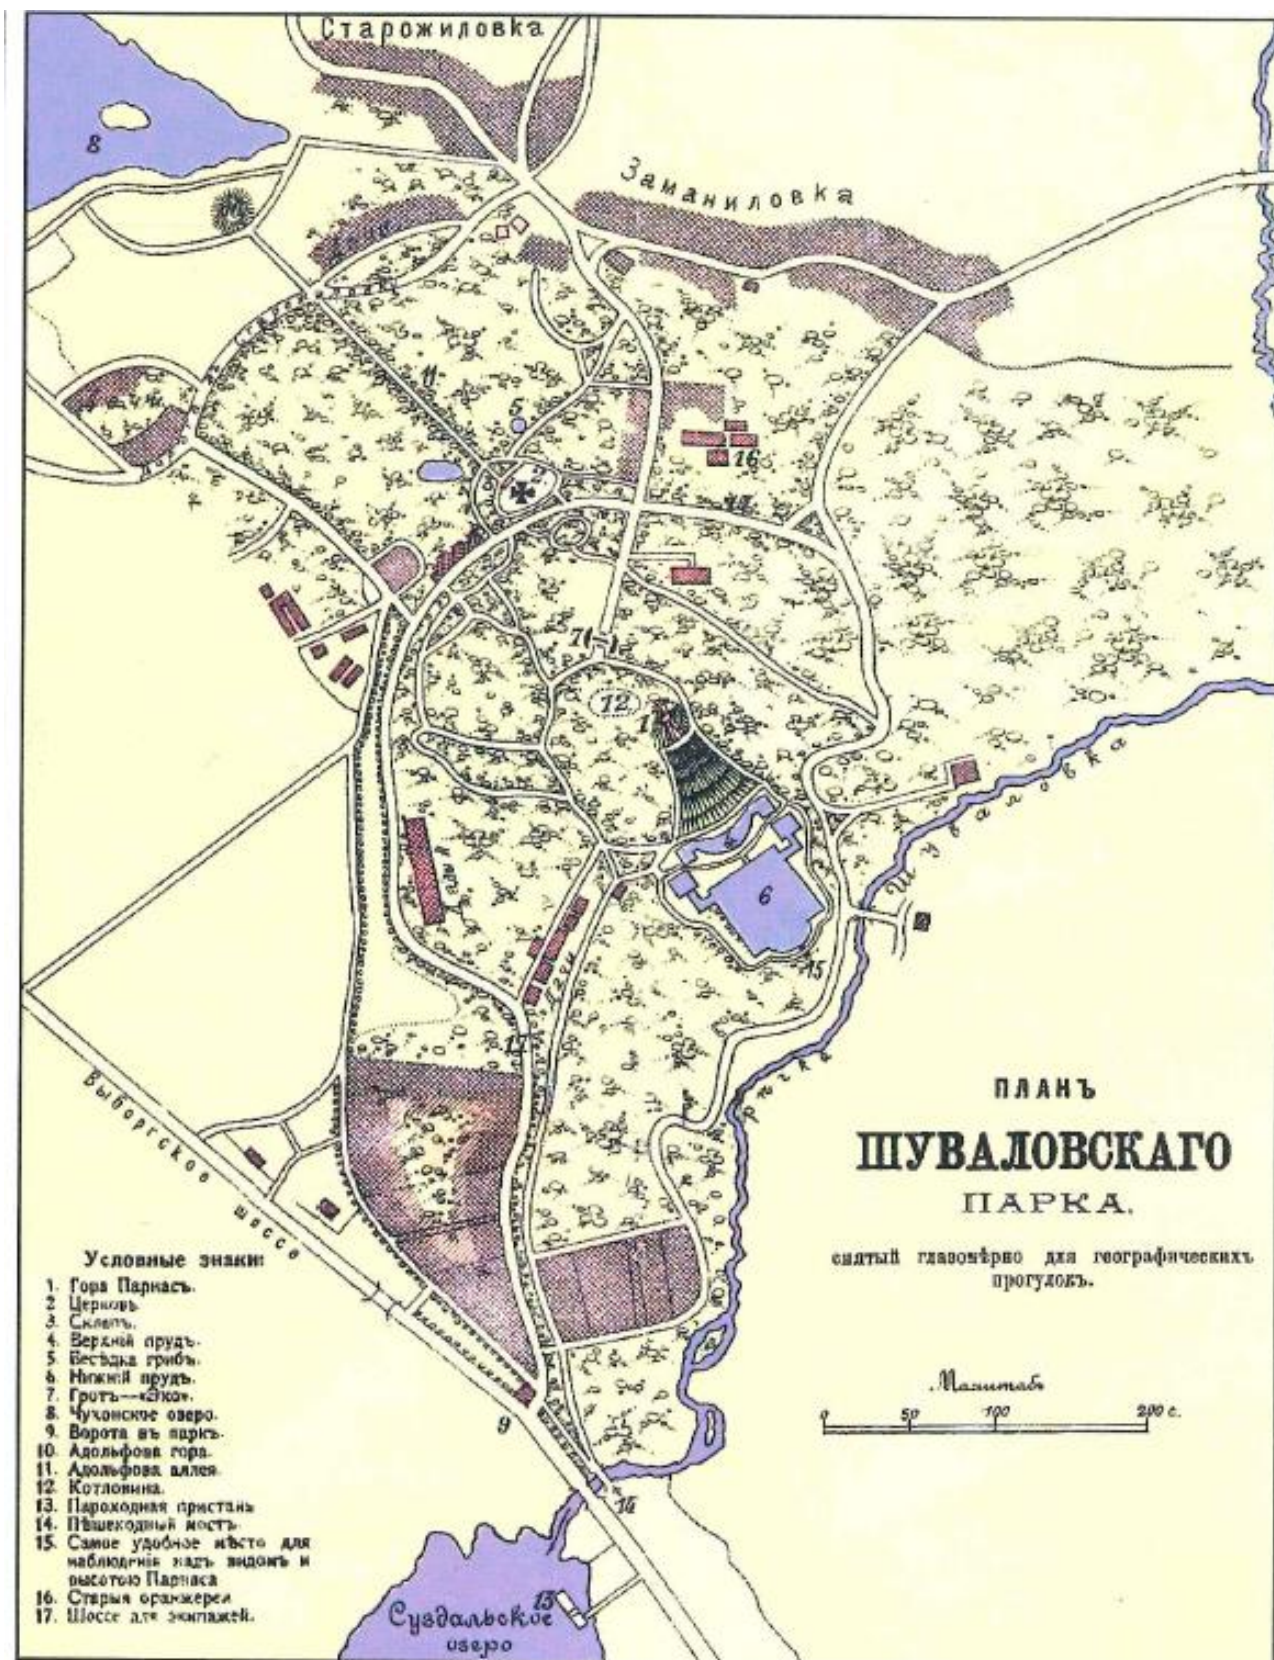 Старожиловка
8
Заманиловка
11
5
16
7
12
1
6
15
Шуваловка
рѣчка
17
Выборгское шоссе
ПЛАНЪ
ШУВАЛОВСКАГО
ПАРКА.
снятый глазомѣрно для географическихъ
прогулокъ.
Масштабъ
0 50 100 200 с.
Условные знаки:
1. Гора Парнасъ.
2. Церковь.
3. Склепъ.
4. Верхній прудъ.
5. Бесѣдка грибъ.
6. Нижній прудъ.
7. Гротъ—«Эхо».
8. Чухонское озеро.
9. Ворота въ паркъ.
10. Адольфова гора.
11. Адольфова аллея.
12. Котловина.
13. Пароходная пристань
14. Пѣшеходный мостъ.
15. Самое удобное мѣсто для
наблюденія надъ видомъ и
высотою Парнаса
16. Старыя оранжереи
17. Шоссе для экипажей.
9
14
13
Суздальское
озеро